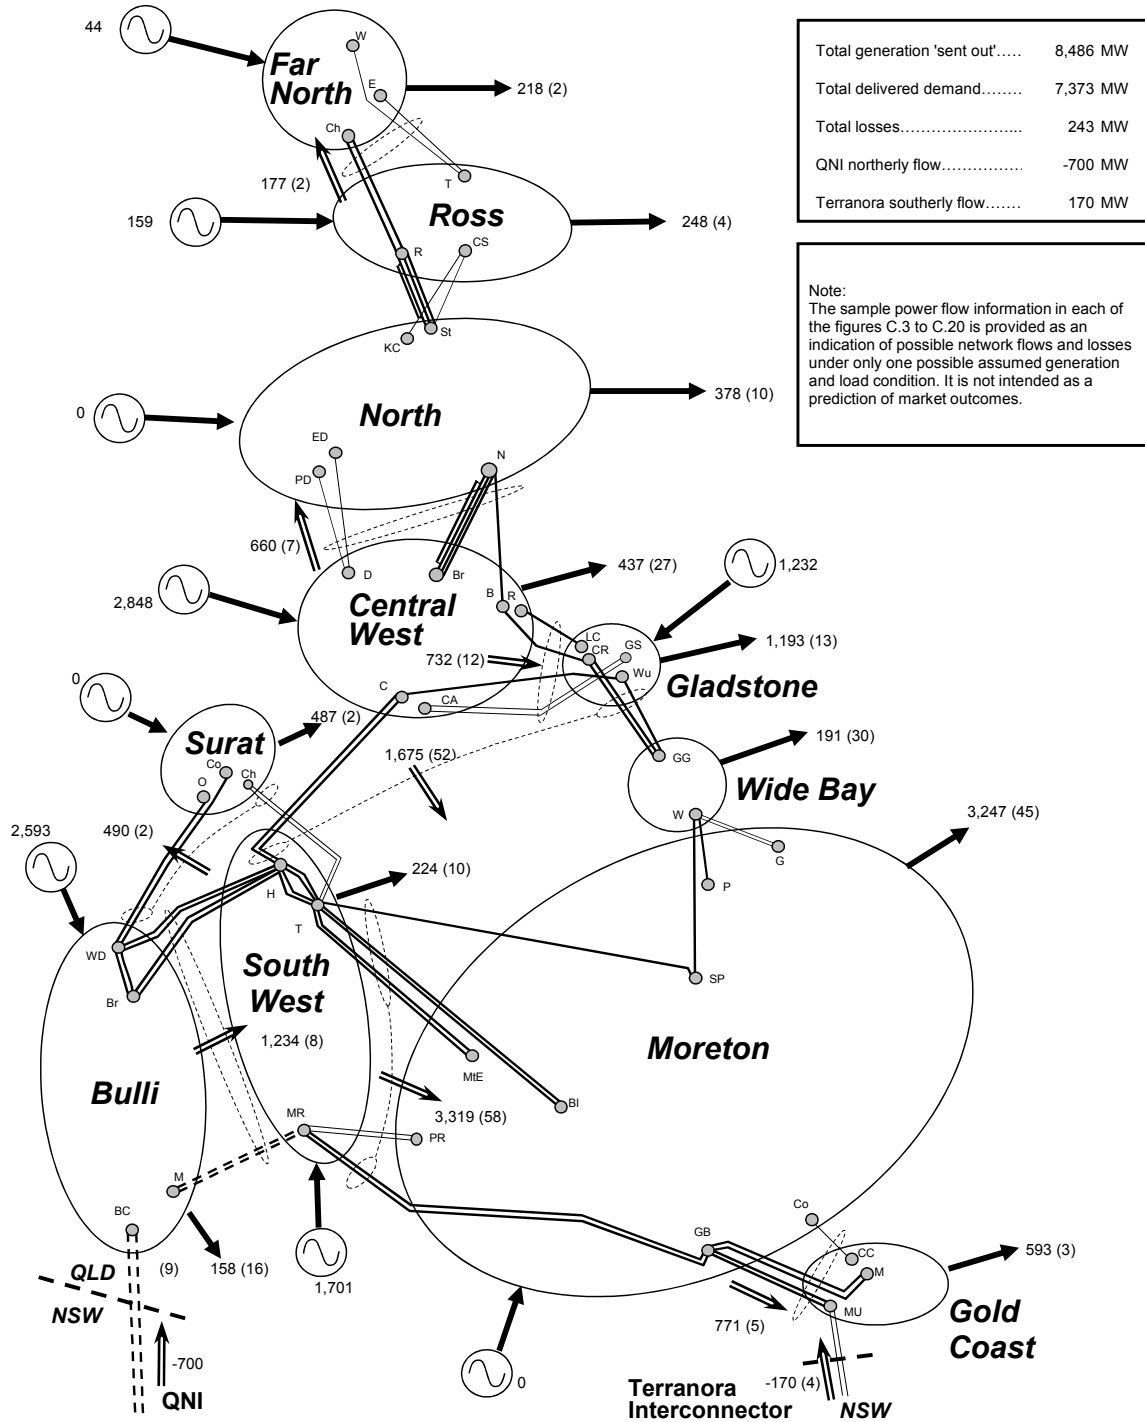 44
W
Far
North
E
218 (2)
Ch
177 (2)
T
159
Ross
248 (4)
R
CS
St
KC
0
North
378 (10)
ED
PD
N
660 (7)
D
Br
437 (27)
1,232
2,848
Central
West
B
R
LC
CR
GS
1,193 (13)
732 (12)
Wu
Gladstone
0
C
CA
487 (2)
Surat
Co
Ch
O
1,675 (52)
GG
191 (30)
Wide Bay
2,593
490 (2)
W
G
3,247 (45)
P
224 (10)
H
T
WD
Br
South
West
SP
1,234 (8)
Moreton
Bulli
MtE
BI
3,319 (58)
MR
PR
M
BC
QLD
(9)
158 (16)
NSW
1,701
-700
QNI
Co
GB
CC
M
MU
593 (3)
771 (5)
Gold
Coast
0
Terranora
Interconnector
-170 (4)
NSW
Total generation 'sent out'..... 8,486 MW
Total delivered demand........ 7,373 MW
Total losses........................ 243 MW
QNI northerly flow................ -700 MW
Terranora southerly flow....... 170 MW
Note:
The sample power flow information in each of
the figures C.3 to C.20 is provided as an
indication of possible network flows and losses
under only one possible assumed generation
and load condition. It is not intended as a
prediction of market outcomes.